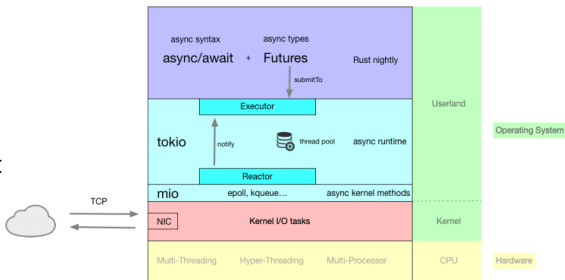 async syntax
async types
async/await + Futures
Rust nightly
submitTo
Executor
Userland
tokio
notify
thread pool
async runtime
Operating System
Reactor
mio
epoll, kqueue…
async kernel methods
TCP
NIC
Kernel I/O tasks
Kernel
Multi-Threading
Hyper-Threading
Multi-Processor
CPU
Hardware